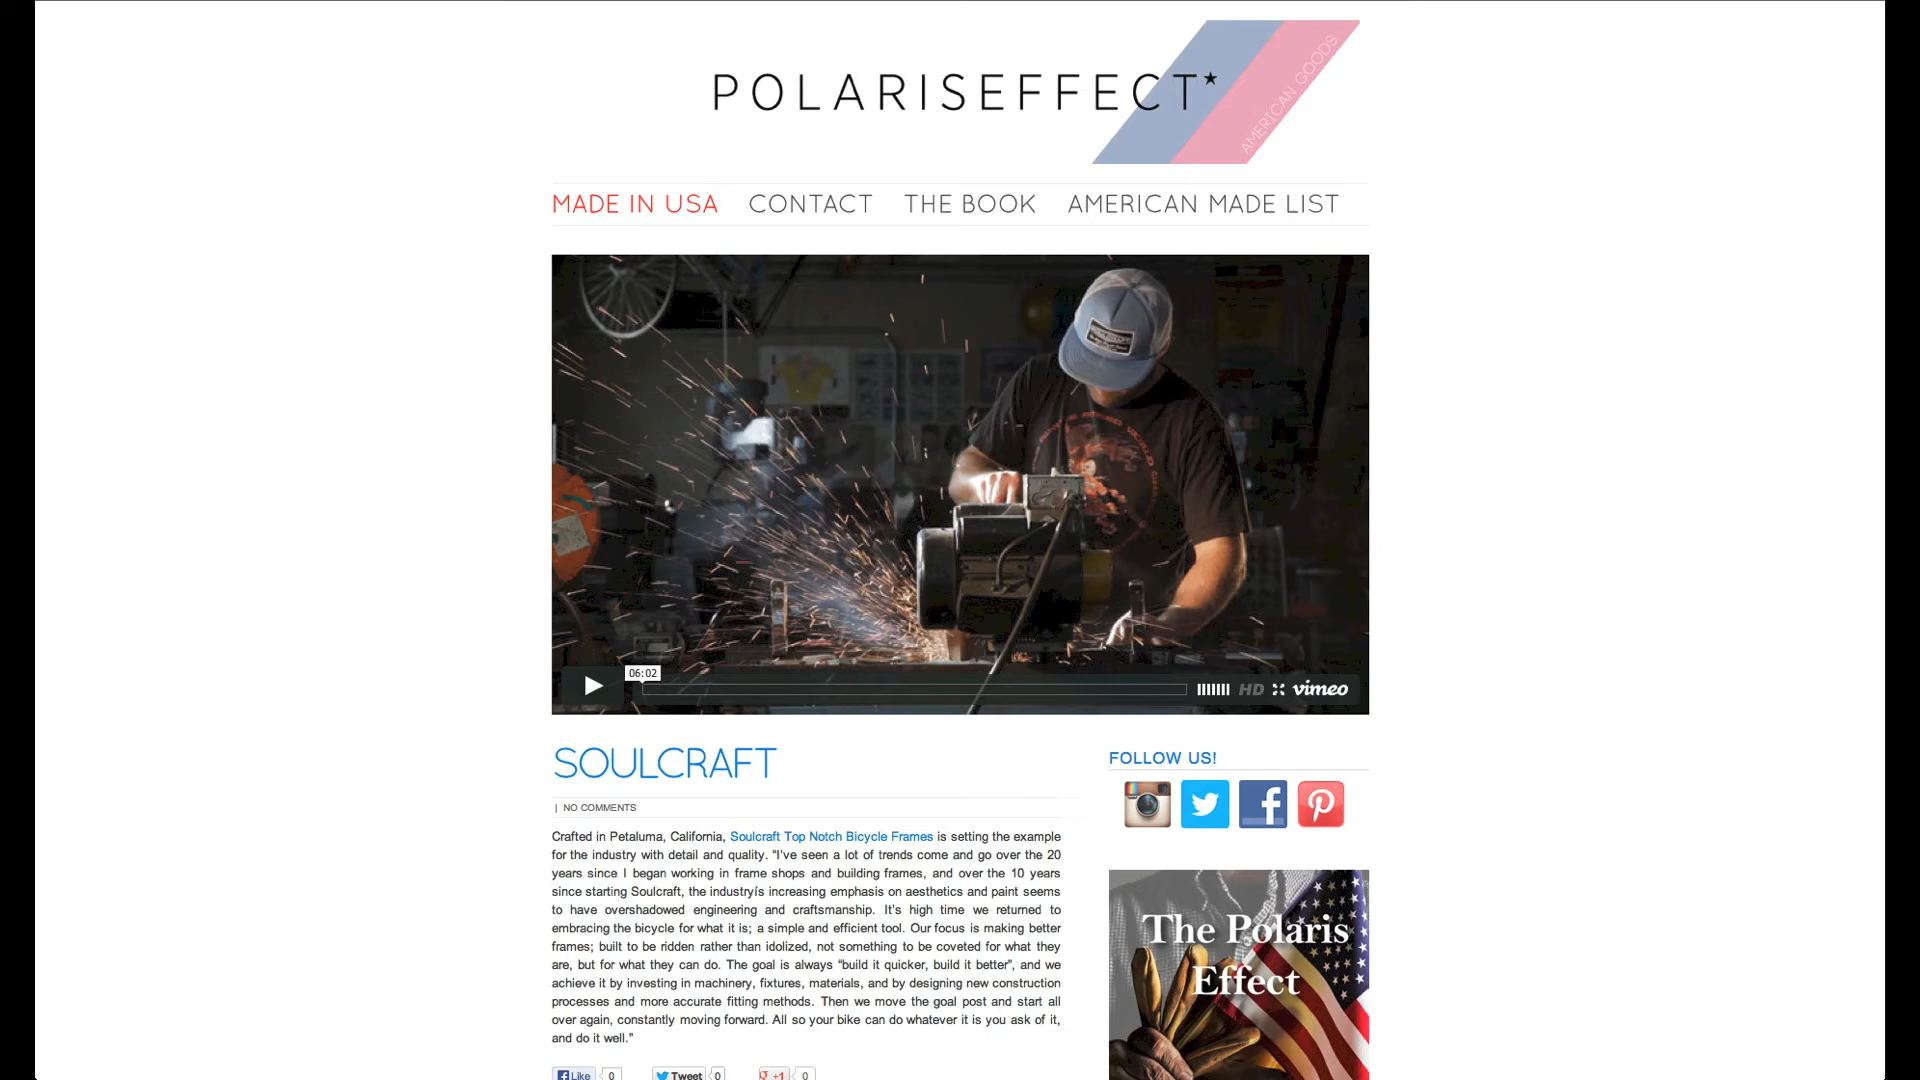 POLARISEFFECT*
AMERICAN GOODS
MADE IN USA CONTACT THE BOOK AMERICAN MADE LIST
06:02
HD vimeo
SOULCRAFT
| NO COMMENTS
Crafted in Petaluma, California, Soulcraft Top Notch Bicycle Frames is setting the example
for the industry with detail and quality. “I’ve seen a lot of trends come and go over the 20
years since I began working in frame shops and building frames, and over the 10 years
since starting Soulcraft, the industryís increasing emphasis on aesthetics and paint seems
to have overshadowed engineering and craftsmanship. It’s high time we returned to
embracing the bicycle for what it is; a simple and efficient tool. Our focus is making better
frames; built to be ridden rather than idolized, not something to be coveted for what they
are, but for what they can do. The goal is always “build it quicker, build it better”, and we
achieve it by investing in machinery, fixtures, materials, and by designing new construction
processes and more accurate fitting methods. Then we move the goal post and start all
over again, constantly moving forward. All so your bike can do whatever it is you ask of it,
and do it well.”
Like 0 Tweet 0 +1 0
FOLLOW US!
The Polaris
Effect